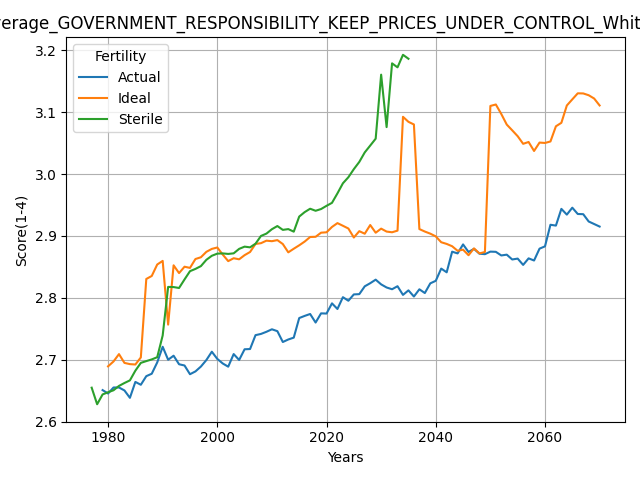 verage_GOVERNMENT_RESPONSIBILITY_KEEP_PRICES_UNDER_CONTROL_Whit
Fertility
Actual
Ideal
Sterile
Score(1-4)
3.2
3.1
3.0
2.9
2.8
2.7
2.6
1980 2000 2020 2040 2060
Years